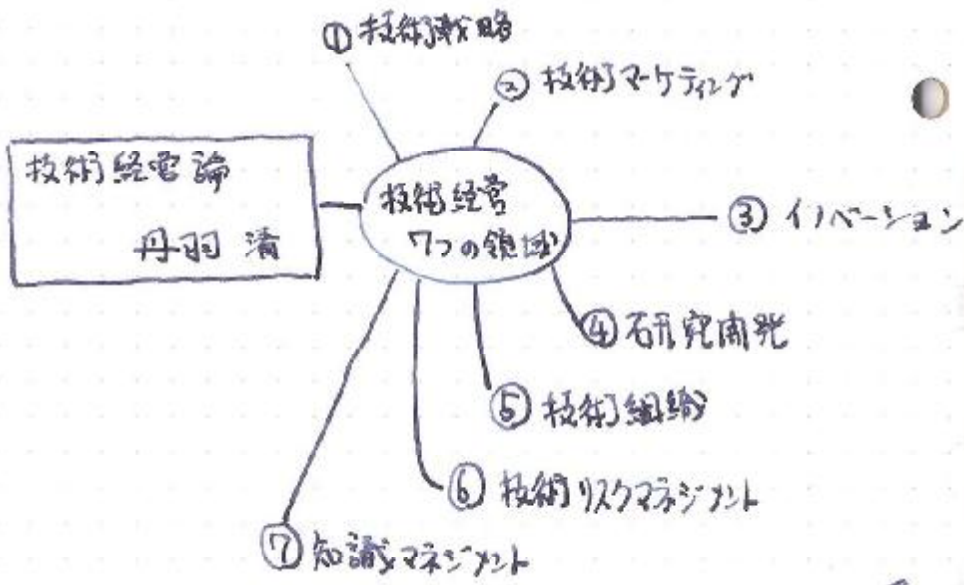 技術経営論
丹羽 清
技術経営
7つの領域
① 技術戦略
② 技術マーケティング
③ イノベーション
④ 研究開発
⑤ 技術組織
⑥ 技術リスクマネジメント
⑦ 知識マネジメント